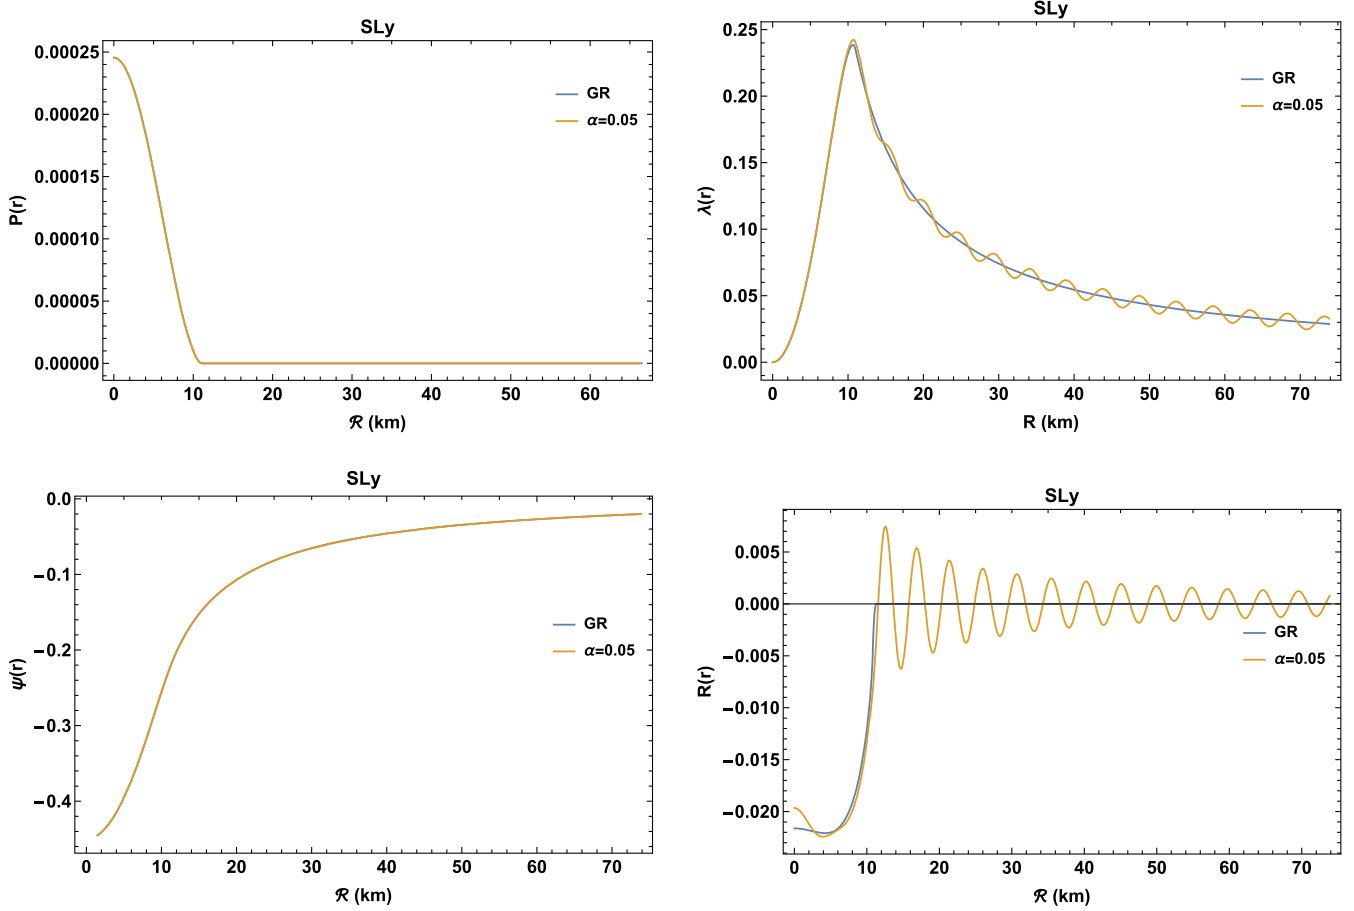 SLy
0.00025
0.00020
0.00015
0.00010
0.00005
0.00000
P(r)
GR
α=0.05
0 10 20 30 40 50 60
ℛ (km)
SLy
0.25
0.20
0.15
0.10
0.05
0.00
λ(r)
GR
α=0.05
0 10 20 30 40 50 60 70
R (km)
SLy
0.0
−0.1
−0.2
−0.3
−0.4
ψ(r)
GR
α=0.05
0 10 20 30 40 50 60 70
ℛ (km)
SLy
0.005
0.000
−0.005
−0.010
−0.015
−0.020
R(r)
GR
α=0.05
0 10 20 30 40 50 60 70
ℛ (km)